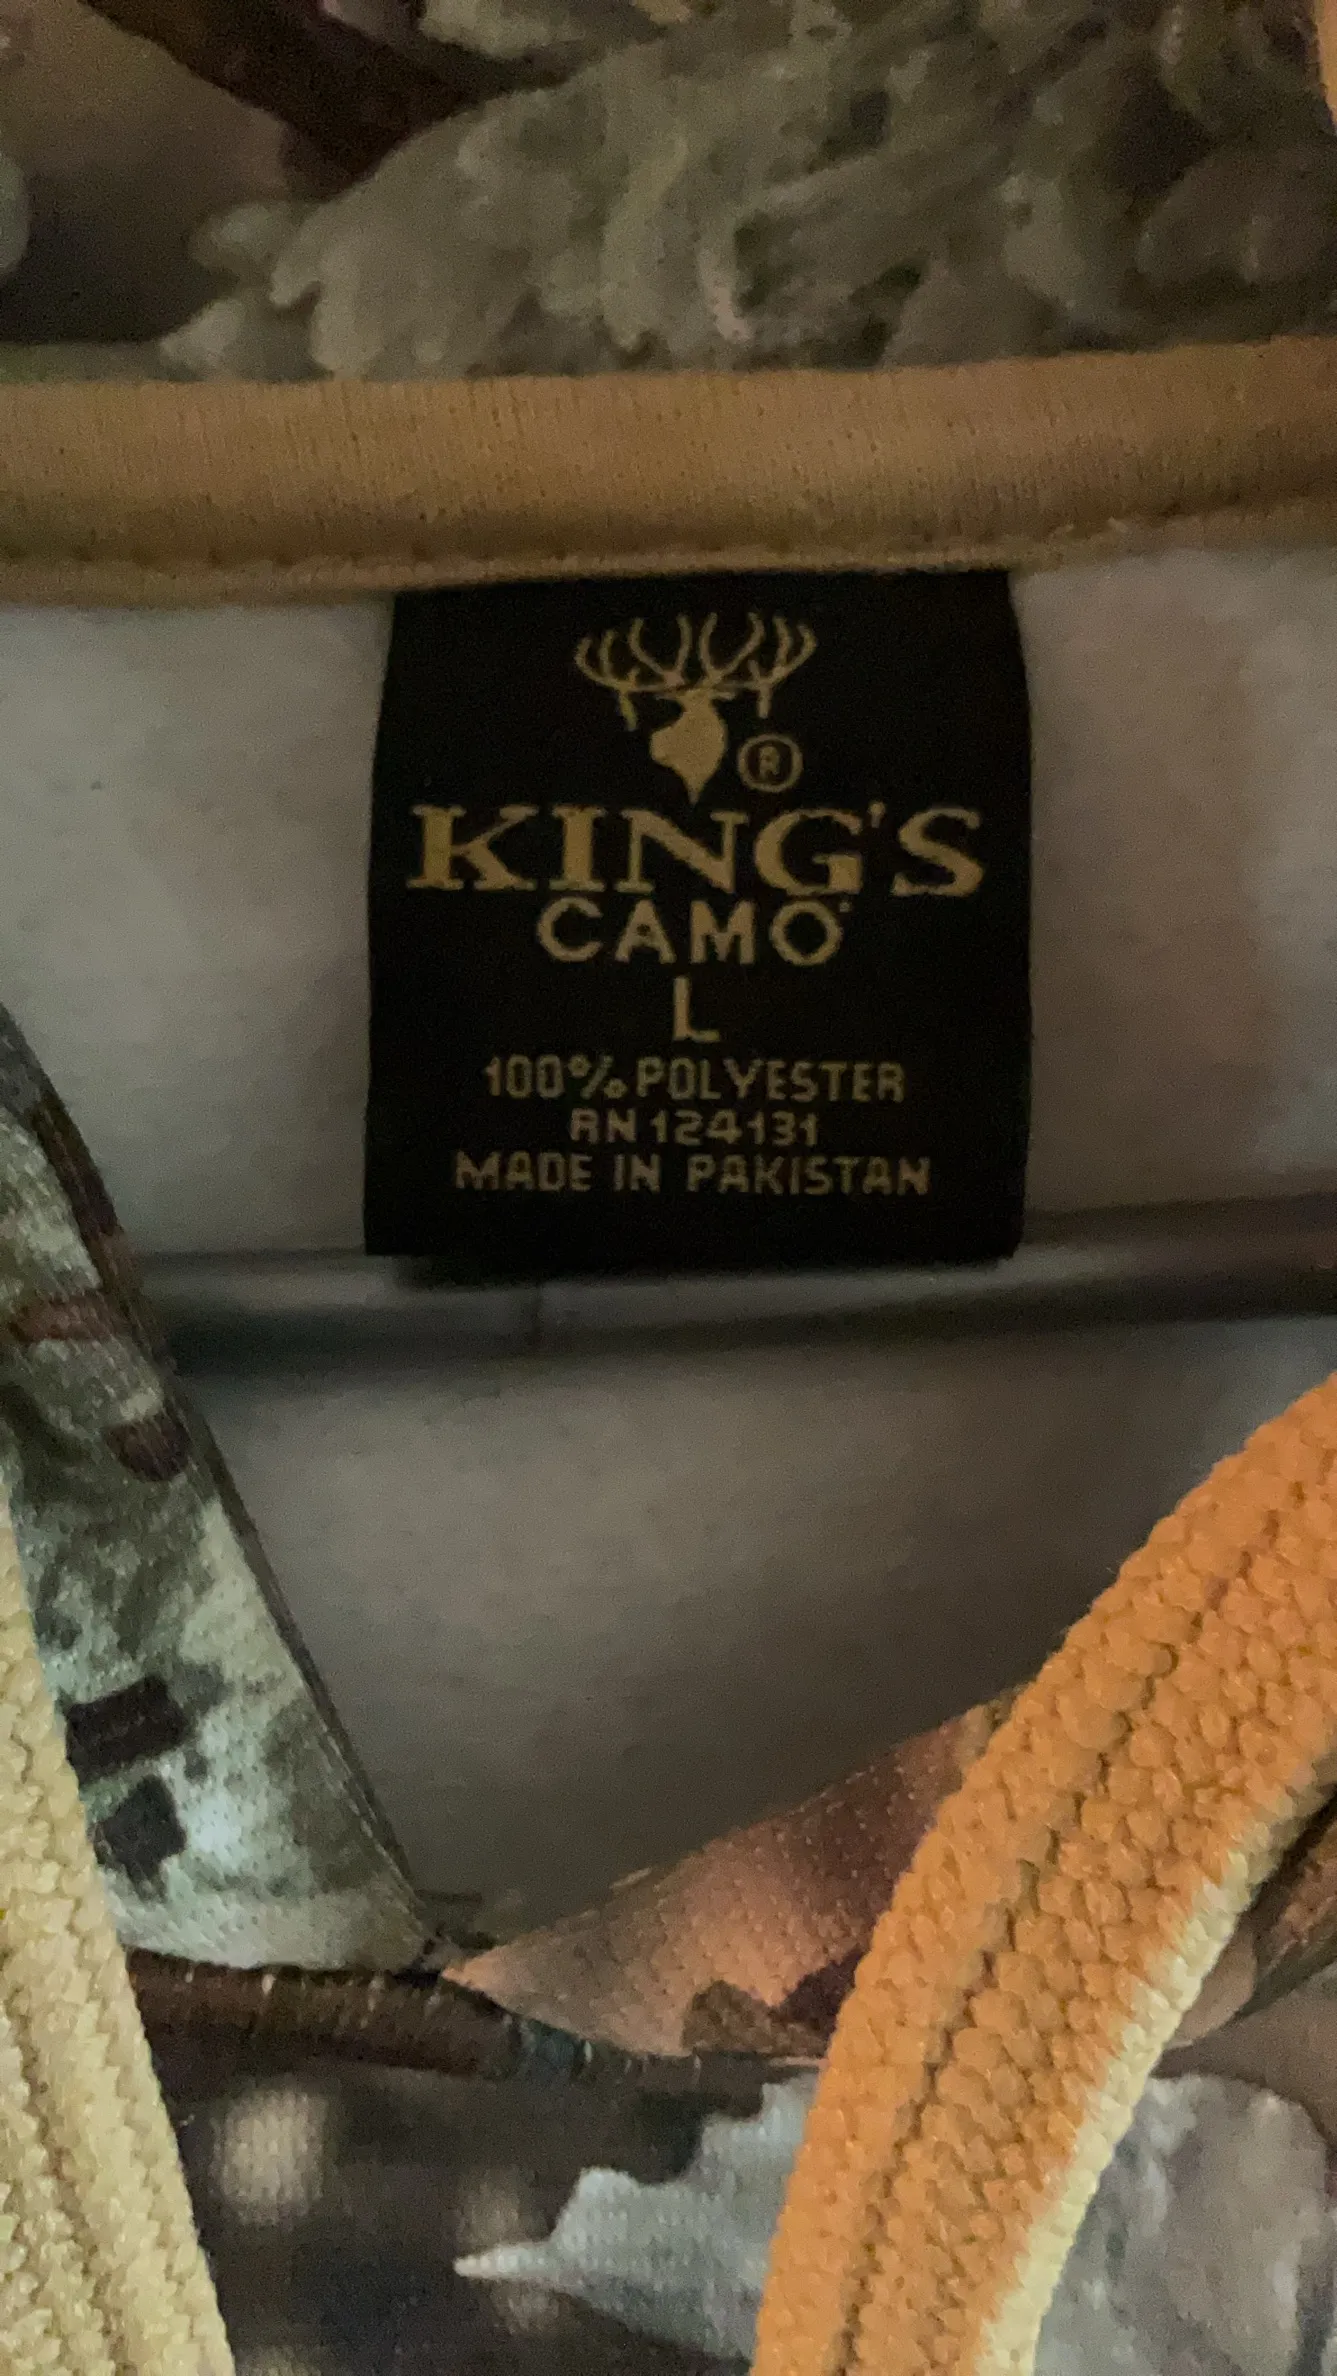 ®
KING'S
CAMO
L
100% POLYESTER
RN 124131
MADE IN PAKISTAN